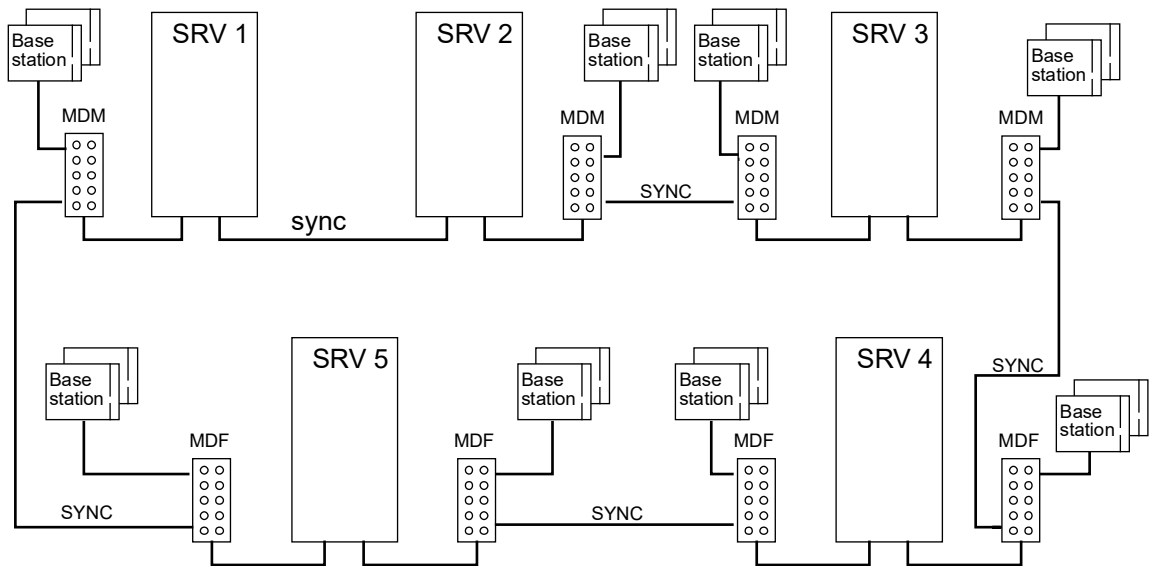 Base
station
SRV 1
SRV 2
Base
station
Base
station
SRV 3
Base
station
MDM
MDM
MDM
MDM
SYNC
sync
SRV 5
SRV 4
SYNC
Base
station
Base
station
Base
station
Base
station
MDF
MDF
MDF
MDF
SYNC
SYNC